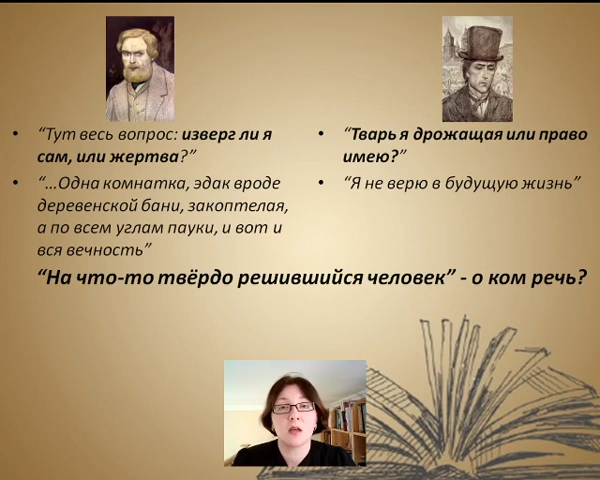 “Тут весь вопрос: изверг ли я
сам, или жертва?”
“...Одна комнатка, эдак вроде
деревенской бани, закоптелая,
а по всем углам пауки, и вот и
вся вечность”
“Тварь я дрожащая или право
имею?”
“Я не верю в будущую жизнь”
“На что-то твёрдо решившийся человек” - о ком речь?